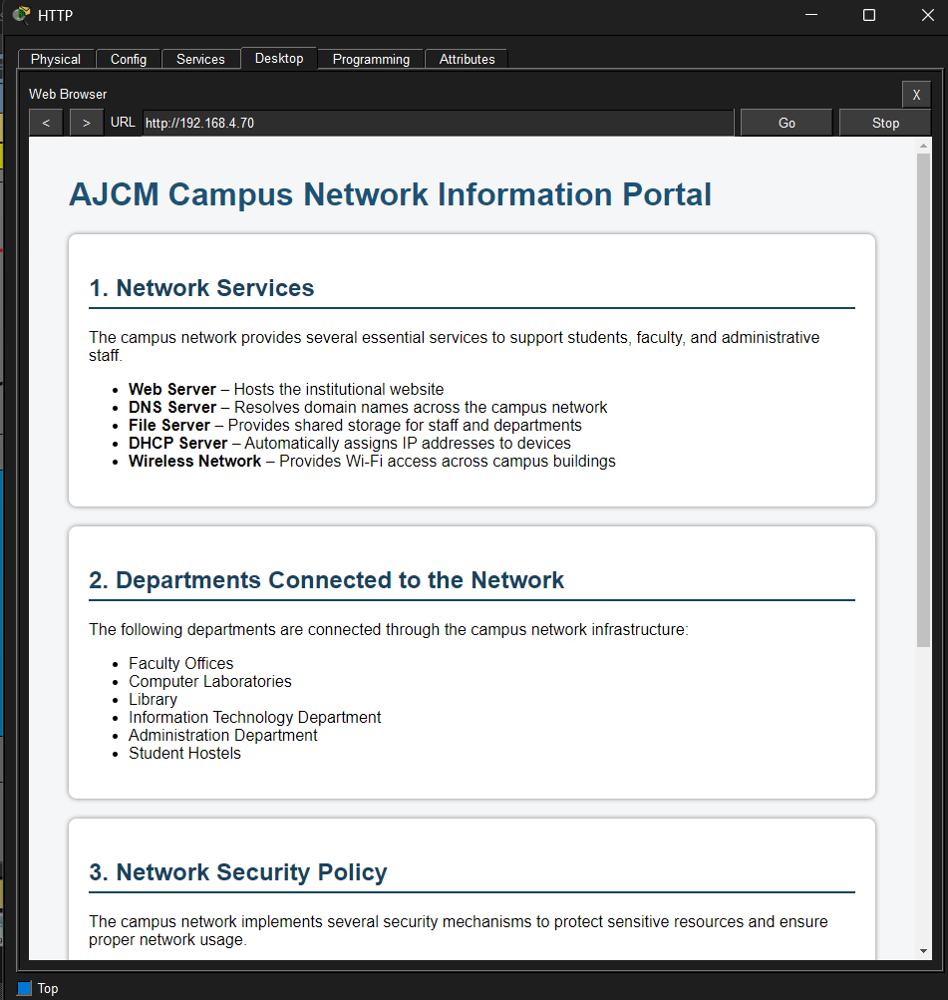 HTTP
Physical Config Services Desktop Programming Attributes
Web Browser X
< > URL http://192.168.4.70 Go Stop
AJCM Campus Network Information Portal
1. Network Services
The campus network provides several essential services to support students, faculty, and administrative
staff.
• Web Server – Hosts the institutional website
• DNS Server – Resolves domain names across the campus network
• File Server – Provides shared storage for staff and departments
• DHCP Server – Automatically assigns IP addresses to devices
• Wireless Network – Provides Wi-Fi access across campus buildings
2. Departments Connected to the Network
The following departments are connected through the campus network infrastructure:
• Faculty Offices
• Computer Laboratories
• Library
• Information Technology Department
• Administration Department
• Student Hostels
3. Network Security Policy
The campus network implements several security mechanisms to protect sensitive resources and ensure
proper network usage.
Top